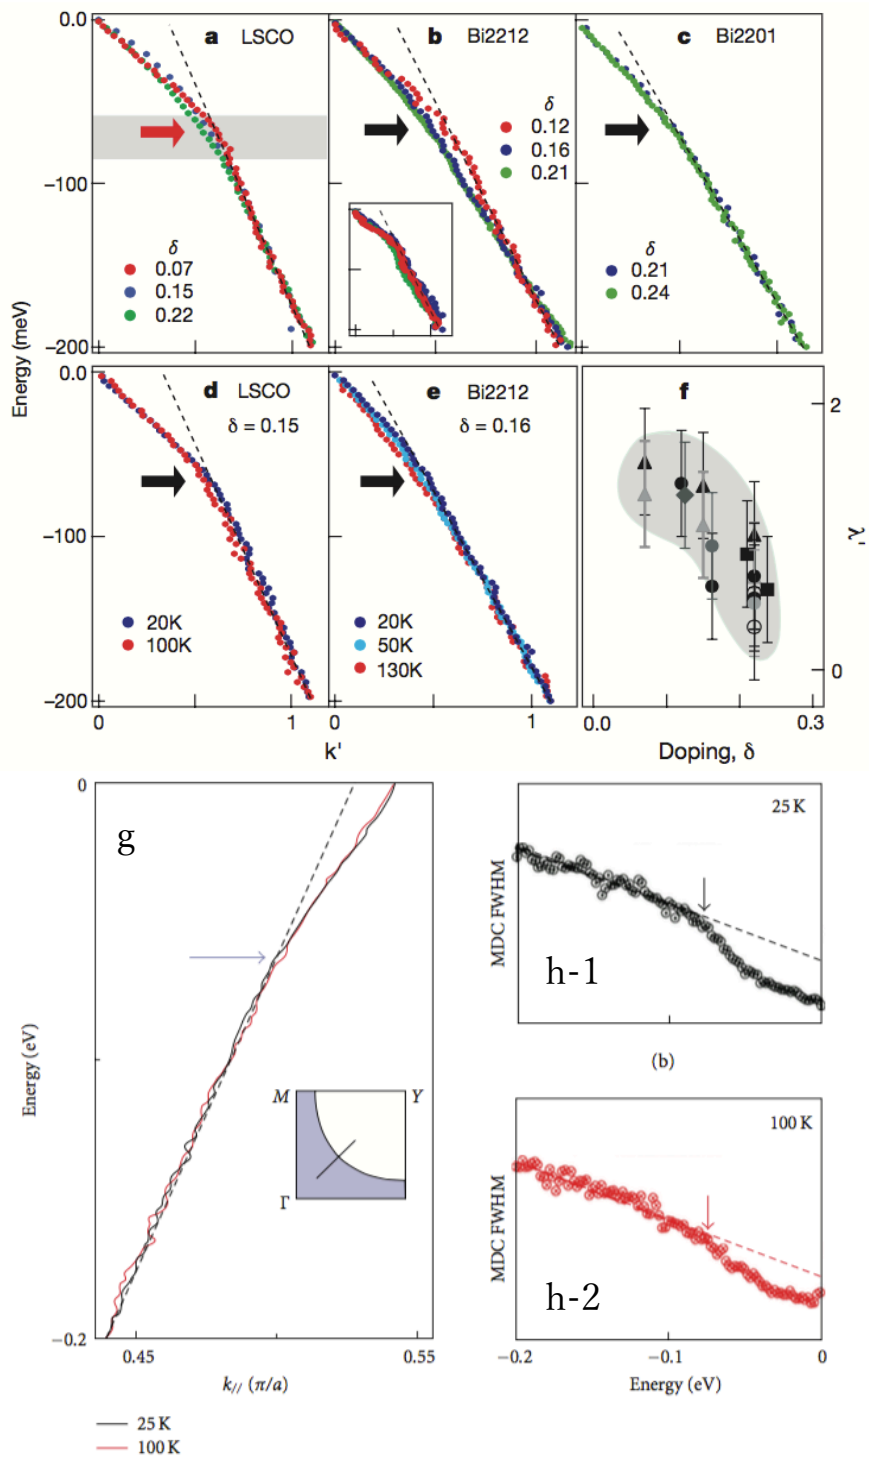 0.0
a LSCO
b Bi2212
c Bi2201
δ
0.12
0.16
0.21
−100
δ
0.07
0.15
0.22
δ
0.21
0.24
−200
Energy (meV)
0.0
d LSCO
δ = 0.15
e Bi2212
δ = 0.16
f
2
λ'
−100
20K
100K
20K
50K
130K
0
−200
0
1
0
1
0.0
0.3
k'
Doping, δ
0
g
25 K
MDC FWHM
h-1
(b)
Energy (eV)
M
Y
Γ
100 K
MDC FWHM
h-2
−0.2
0.45
0.55
k// (π/a)
−0.2
−0.1
0
Energy (eV)
25 K
100 K